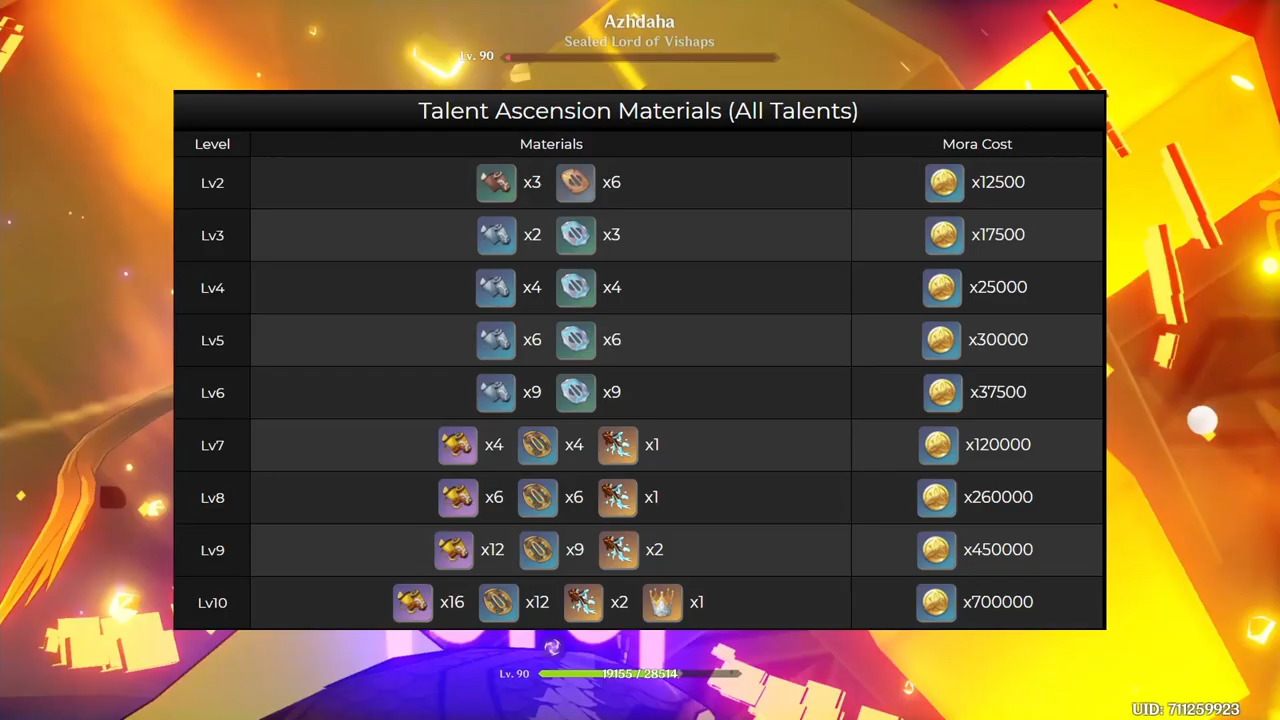 Azhdaha
Sealed Lord of Vishaps
Lv. 90
Talent Ascension Materials (All Talents)
Level Materials Mora Cost
Lv2 x3 x6 x12500
Lv3 x2 x3 x17500
Lv4 x4 x4 x25000
Lv5 x6 x6 x30000
Lv6 x9 x9 x37500
Lv7 x4 x4 x1 x120000
Lv8 x6 x6 x1 x260000
Lv9 x12 x9 x2 x450000
Lv10 x16 x12 x2 x1 x700000
Lv. 90 19155 / 28514
UID: 711259923